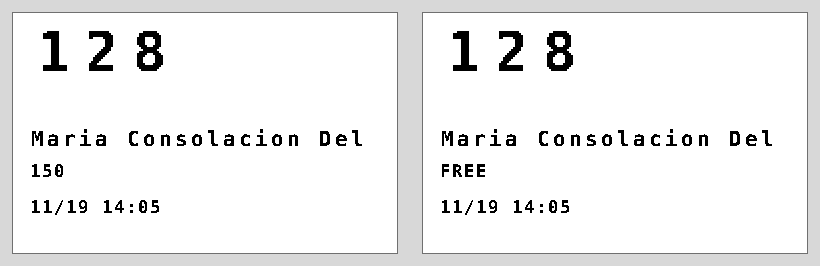 128
Maria Consolacion Del
150
11/19 14:05
128
Maria Consolacion Del
FREE
11/19 14:05